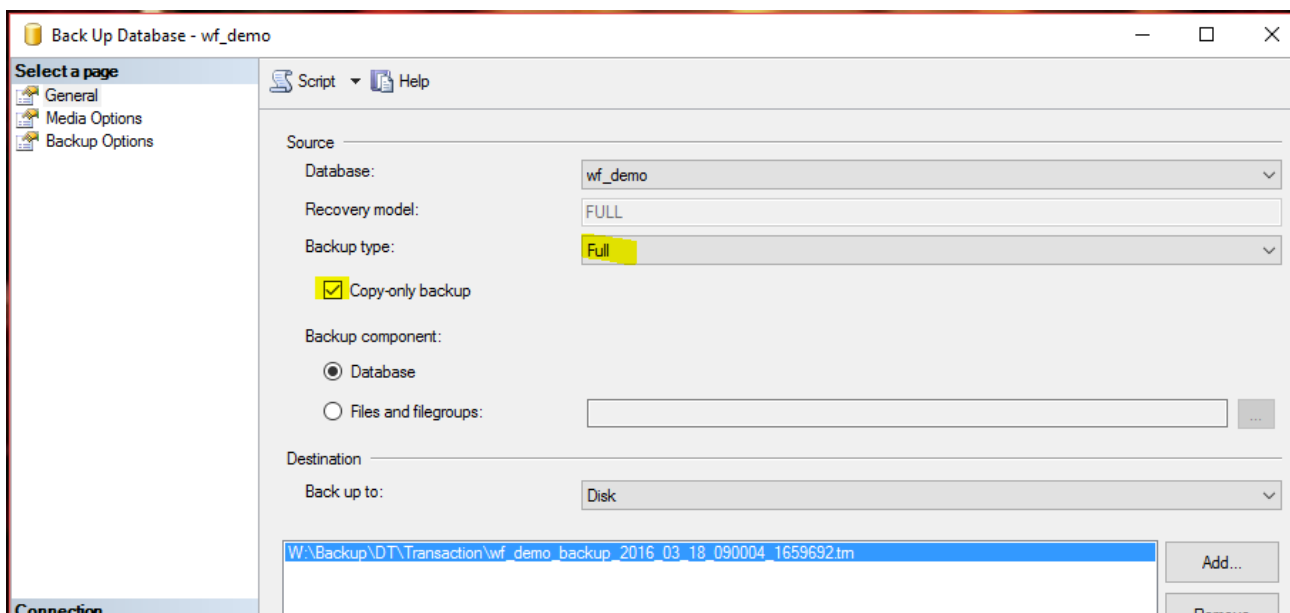 Back Up Database - wf_demo
Select a page
General
Media Options
Backup Options
Script
Help
Source
Database:
wf_demo
Recovery model:
FULL
Backup type:
Full
Copy-only backup
Backup component:
Database
Files and filegroups:
...
Destination
Back up to:
Disk
W:\Backup\DT\Transaction\wf_demo_backup_2016_03_18_090004_1659692.trn
Add...
Connection
Remove